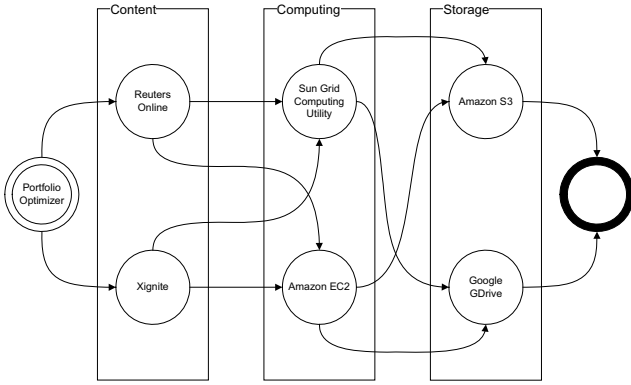 Content
Computing
Storage
Reuters
Online
Sun Grid
Computing
Utility
Amazon S3
Portfolio
Optimizer
Xignite
Amazon EC2
Google
GDrive